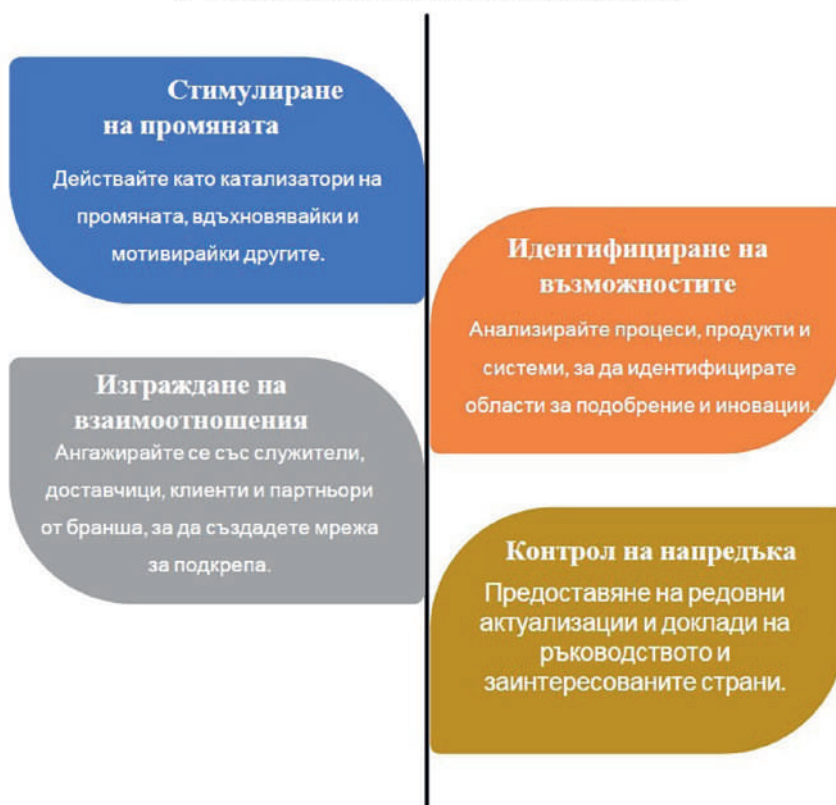 Стимулиране
на промяната
Действайте като катализатори на
промяната, вдъхновявайки и
мотивирайки другите.
Идентифициране на
възможностите
Анализирайте процеси, продукти и
системи, за да идентифицирате
области за подобрение и иновации.
Изграждане на
взаимоотношения
Ангажирайте се със служители,
доставчици, клиенти и партньори
от бранша, за да създадете мрежа
за подкрепа.
Контрол на напредъка
Предоставяне на редовни
актуализации и доклади на
ръководството и
заинтересованите страни.